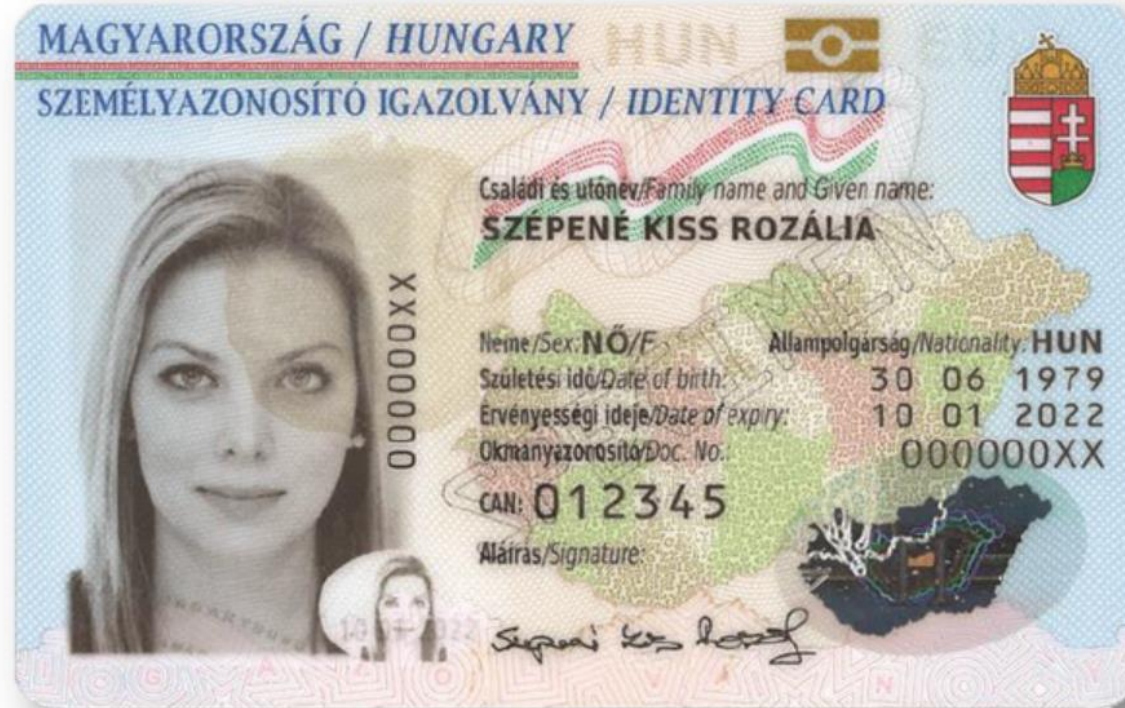 MAGYARORSZÁG / HUNGARY HUN
SZEMÉLYAZONOSÍTÓ IGAZOLVÁNY / IDENTITY CARD
Családi és utónév/Family name and Given name:
SZÉPENÉ KISS ROZÁLIA
SPECIMEN
000000XX
Neme/Sex: NŐ/F Állampolgárság/Nationality: HUN
Születési idő/Date of birth: 30 06 1979
Érvényességi ideje/Date of expiry: 10 01 2022
Okmányazonosító/Doc. No.: 000000XX
CAN: 012345
Aláírás/Signature: